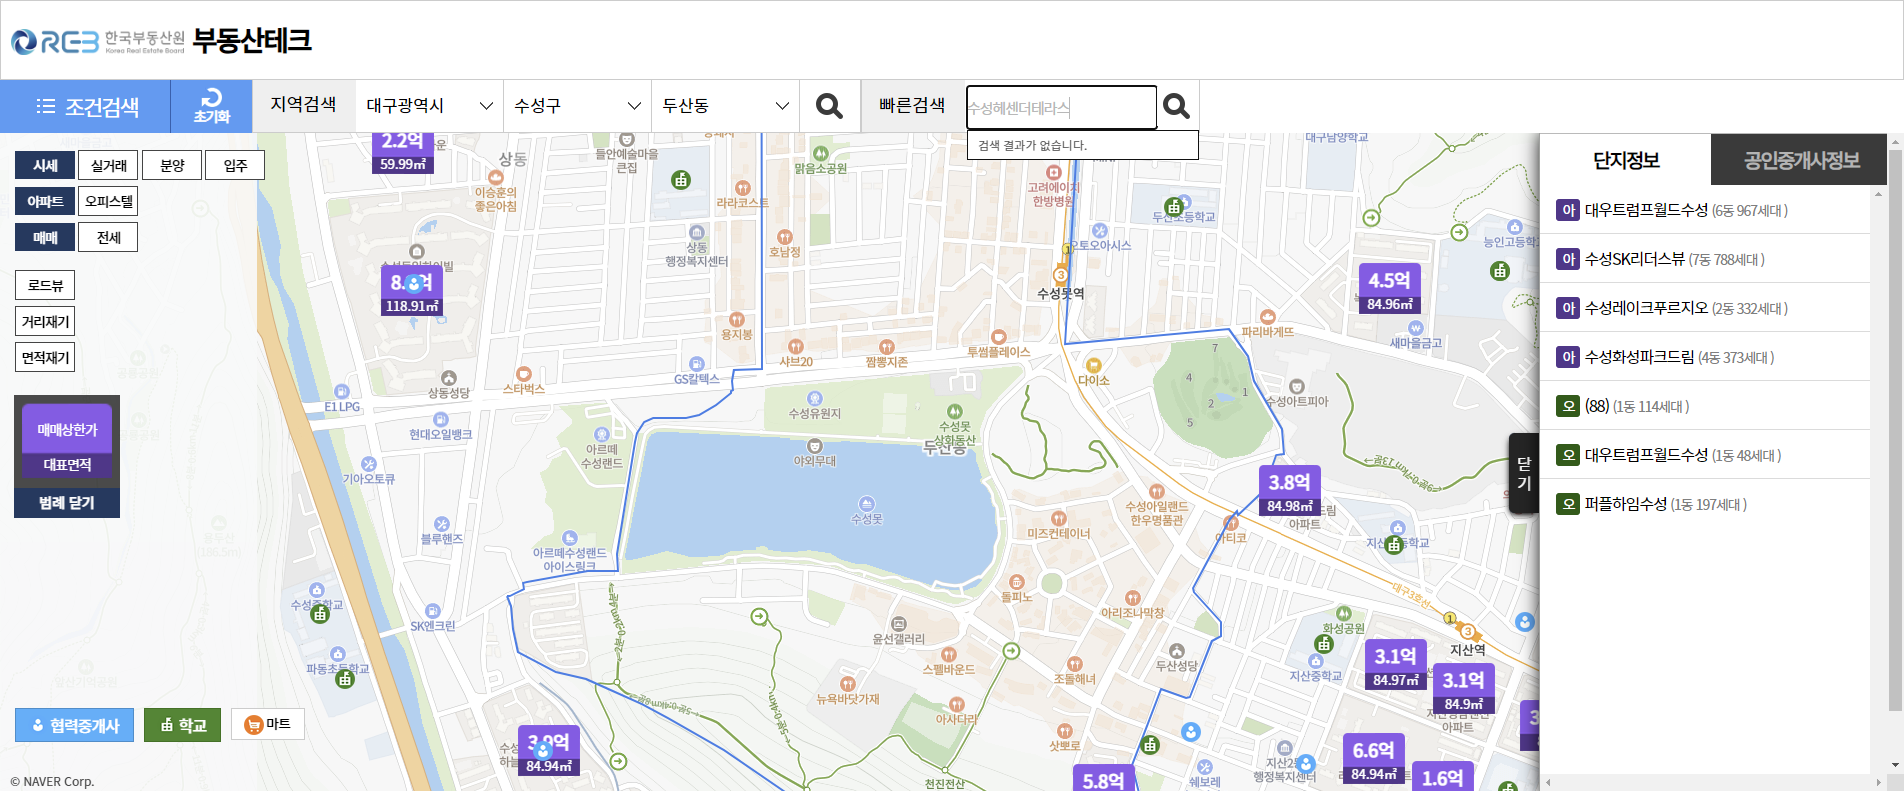 REB 한국부동산원 부동산테크
Korea Real Estate Board
조건검색
초기화
지역검색
대구광역시
수성구
두산동
빠른검색
수성헤센더테라스
검색 결과가 없습니다.
시세 실거래 분양 입주
아파트 오피스텔
매매 전세
로드뷰
거리재기
면적재기
매매상한가
대표면적
범례 닫기
협력중개사
학교
마트
© NAVER Corp.
2.2억
59.99㎡
상동
들안예술마을
큰집
맑음소공원
이승훈의
좋은아침
라라코스트
상동
행정복지센터
호남정
118.91㎡
용지봉
샤브20
짬뽕지존
투썸플레이스
GS칼텍스
스타벅스
상동성당
E1 LPG
현대오일뱅크
기아오토큐
블루핸즈
SK엔크린
수성중학교
파동초등학교
아르떼
수성랜드
아르떼수성랜드
아이스링크
수성유원지
야외무대
수성못
상화동산
두산동
수성못
고려에이치
한방병원
대구남양학교
두산초등학교
오토오아시스
수성못역
3
1
다이소
7
4
1
2
5
수성아트피아
파리바게뜨
새마을금고
능인고등학교
4.5억
84.96㎡
3.8억
84.98㎡
아파트
아티코
수성아일랜드
한우명품관
미즈컨테이너
돌피노
아리조나막창
윤선갤러리
스펠바운드
뉴욕바닷가재
아사다라
조돌해녀
두산성당
삿뽀로
천진전산
쉐보레
지산2동
행정복지센터
대구3호선
화성공원
지산중학교
1
3
지산역
3.1억
84.97㎡
3.1억
84.9㎡
아파트
6.6억
84.94㎡
1.6억
5.8억
3.9억
84.94㎡
닫
기
단지정보
공인중개사정보
아 대우트럼프월드수성 (6동 967세대 )
아 수성SK리더스뷰 (7동 788세대 )
아 수성레이크푸르지오 (2동 332세대 )
아 수성화성파크드림 (4동 373세대 )
오 (88) (1동 114세대 )
오 대우트럼프월드수성 (1동 48세대 )
오 퍼플하임수성 (1동 197세대 )